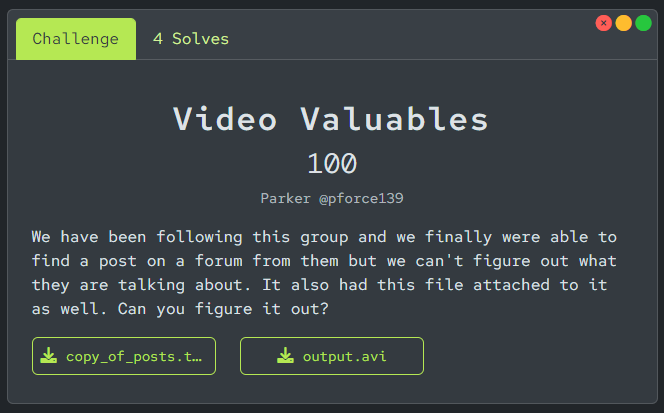 Challenge
4 Solves
Video Valuables
100
Parker @pforce139
We have been following this group and we finally were able to
find a post on a forum from them but we can't figure out what
they are talking about. It also had this file attached to it
as well. Can you figure it out?
copy_of_posts.t…
output.avi